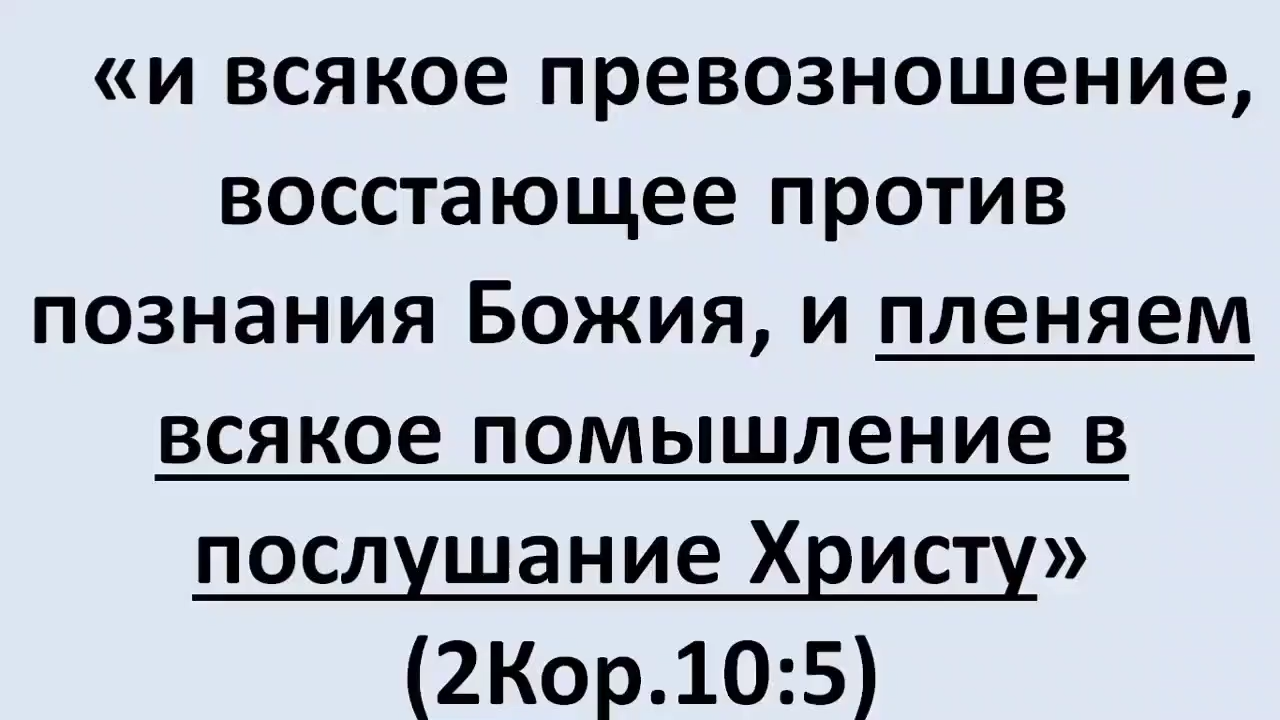 «и всякое превозношение,
восстающее против
познания Божия, и пленяем
всякое помышление в
послушание Христу»
(2Кор.10:5)